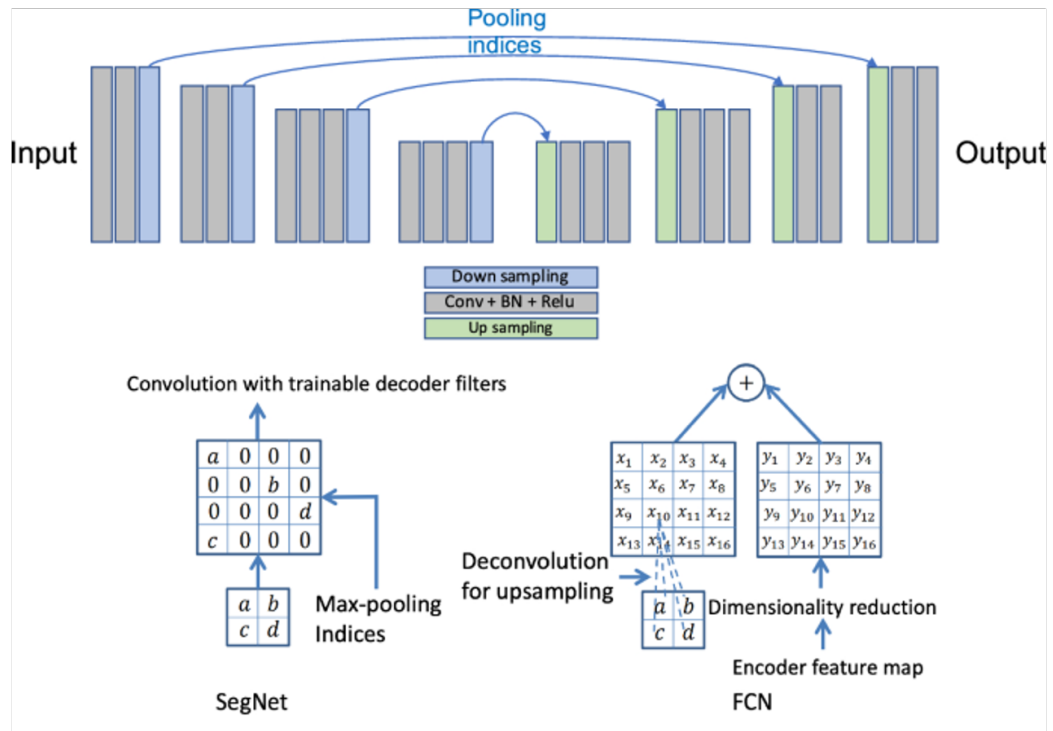 Pooling
indices
Input
Output
Down sampling
Conv + BN + Relu
Up sampling
Convolution with trainable decoder filters
+
a 0 0 0
0 0 b 0
0 0 0 d
c 0 0 0
a b
c d
Max-pooling
Indices
SegNet
x₁ x₂ x₃ x₄
x₅ x₆ x₇ x₈
x₉ x₁₀ x₁₁ x₁₂
x₁₃ x₁₄ x₁₅ x₁₆
y₁ y₂ y₃ y₄
y₅ y₆ y₇ y₈
y₉ y₁₀ y₁₁ y₁₂
y₁₃ y₁₄ y₁₅ y₁₆
Deconvolution
for upsampling
a b
c d
Dimensionality reduction
Encoder feature map
FCN